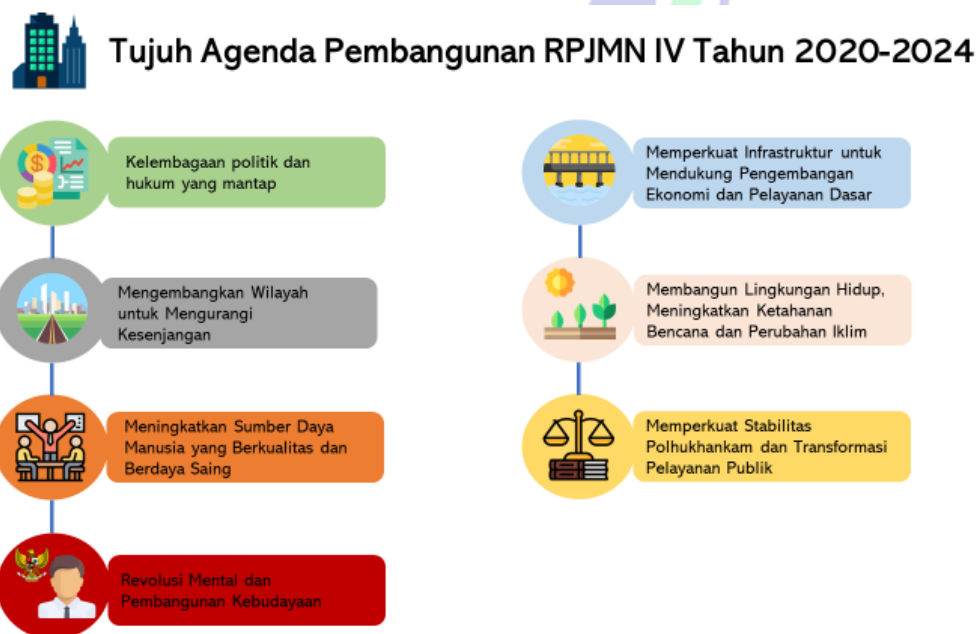 Tujuh Agenda Pembangunan RPJMN IV Tahun 2020-2024
Kelembagaan politik dan
hukum yang mantap
Mengembangkan Wilayah
untuk Mengurangi
Kesenjangan
Meningkatkan Sumber Daya
Manusia yang Berkualitas dan
Berdaya Saing
Revolusi Mental dan
Pembangunan Kebudayaan
Memperkuat Infrastruktur untuk
Mendukung Pengembangan
Ekonomi dan Pelayanan Dasar
Membangun Lingkungan Hidup,
Meningkatkan Ketahanan
Bencana dan Perubahan Iklim
Memperkuat Stabilitas
Polhukhankam dan Transformasi
Pelayanan Publik